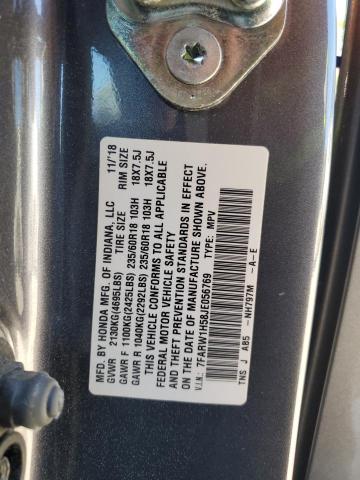 MFD. BY HONDA MFG. OF INDIANA, LLC 11/'18
GVWR 2130KG(4695LBS) TIRE SIZE RIM SIZE
GAWR F 1100KG(2425LBS) 235/60R18 103H 18X7.5J
GAWR R 1040KG(2292LBS) 235/60R18 103H 18X7.5J
THIS VEHICLE CONFORMS TO ALL APPLICABLE
FEDERAL MOTOR VEHICLE SAFETY
AND THEFT PREVENTION STANDARDS IN EFFECT
ON THE DATE OF MANUFACTURE SHOWN ABOVE.
V.I.N.: 7FARW1H58JE056769 TYPE: MPV
TNS J AB5 -NH797M -A-E